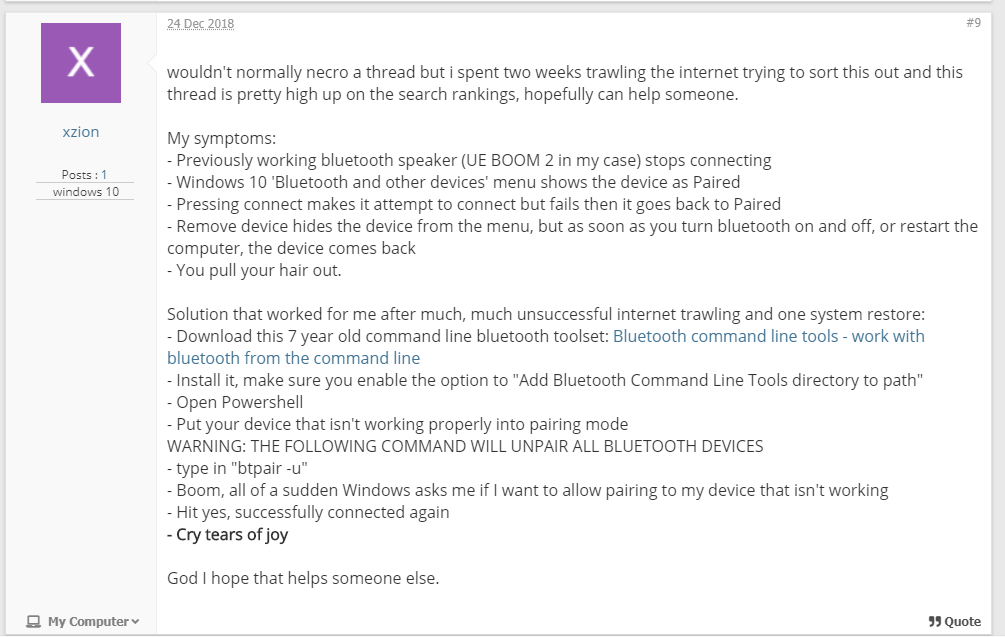 24 Dec 2018
#9
X
xzion
Posts : 1
windows 10
wouldn't normally necro a thread but i spent two weeks trawling the internet trying to sort this out and this
thread is pretty high up on the search rankings, hopefully can help someone.
My symptoms:
- Previously working bluetooth speaker (UE BOOM 2 in my case) stops connecting
- Windows 10 'Bluetooth and other devices' menu shows the device as Paired
- Pressing connect makes it attempt to connect but fails then it goes back to Paired
- Remove device hides the device from the menu, but as soon as you turn bluetooth on and off, or restart the
computer, the device comes back
- You pull your hair out.
Solution that worked for me after much, much unsuccessful internet trawling and one system restore:
- Download this 7 year old command line bluetooth toolset: Bluetooth command line tools - work with
bluetooth from the command line
- Install it, make sure you enable the option to "Add Bluetooth Command Line Tools directory to path"
- Open Powershell
- Put your device that isn't working properly into pairing mode
WARNING: THE FOLLOWING COMMAND WILL UNPAIR ALL BLUETOOTH DEVICES
- type in "btpair -u"
- Boom, all of a sudden Windows asks me if I want to allow pairing to my device that isn't working
- Hit yes, successfully connected again
- Cry tears of joy
God I hope that helps someone else.
My Computer
Quote